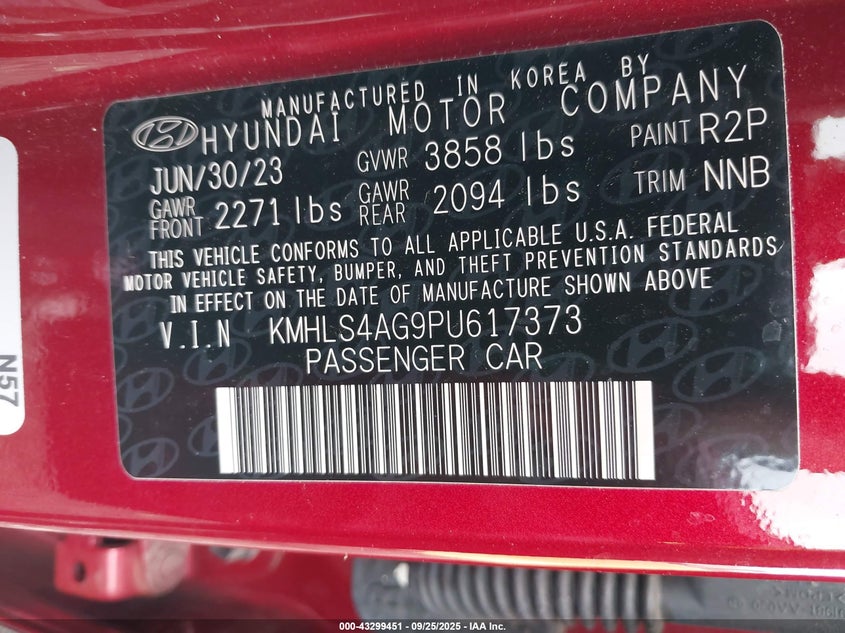 MANUFACTURED IN KOREA BY
HYUNDAI MOTOR COMPANY
JUN/30/23 GVWR 3858 lbs PAINT R2P
GAWR FRONT 2271 lbs GAWR REAR 2094 lbs TRIM NNB
THIS VEHICLE CONFORMS TO ALL APPLICABLE U.S.A. FEDERAL
MOTOR VEHICLE SAFETY, BUMPER, AND THEFT PREVENTION STANDARDS
IN EFFECT ON THE DATE OF MANUFACTURE SHOWN ABOVE
V.I.N KMHLS4AG9PU617373
PASSENGER CAR
N57
000-43299451 - 09/25/2025 - IAA Inc.